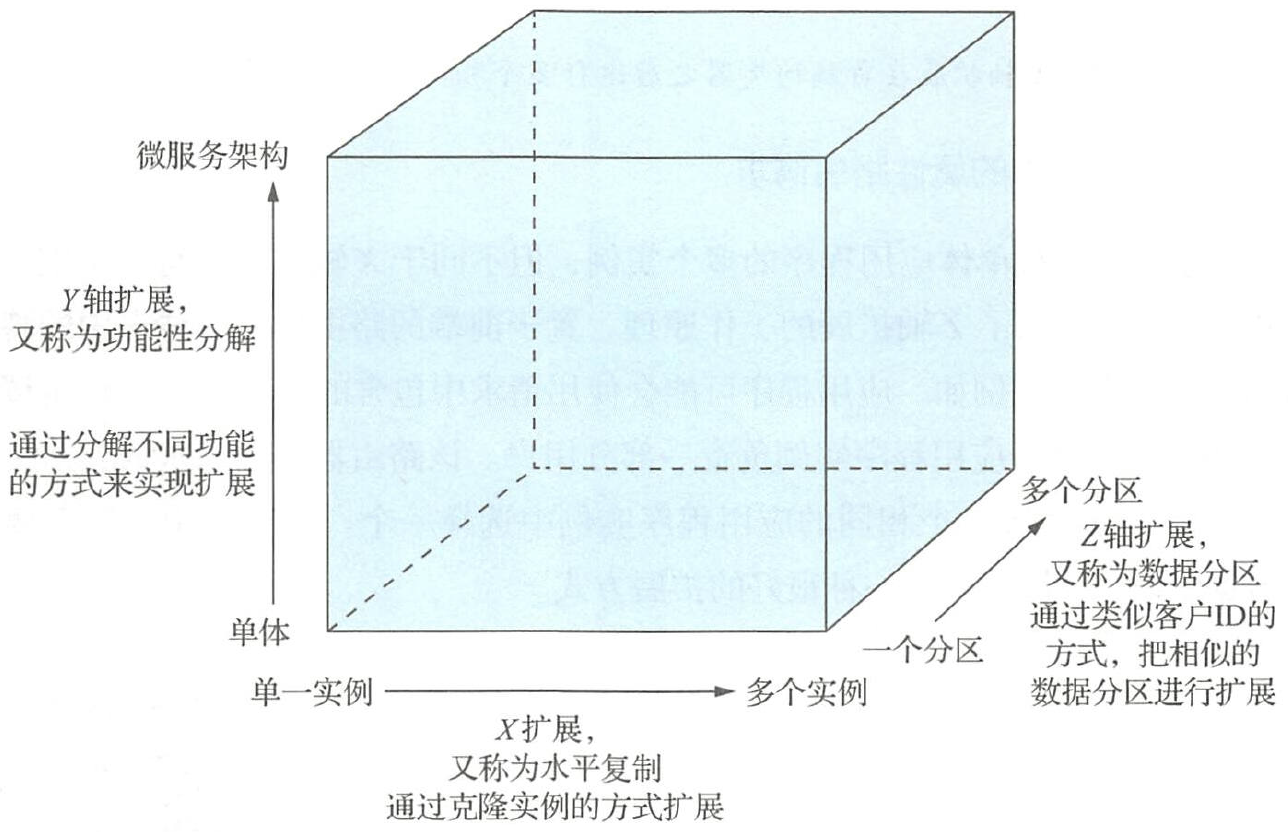 微服务架构
Y轴扩展，
又称为功能性分解
通过分解不同功能
的方式来实现扩展
单体
单一实例
多个实例
X扩展，
又称为水平复制
通过克隆实例的方式扩展
一个分区
多个分区
Z轴扩展，
又称为数据分区
通过类似客户ID的
方式，把相似的
数据分区进行扩展